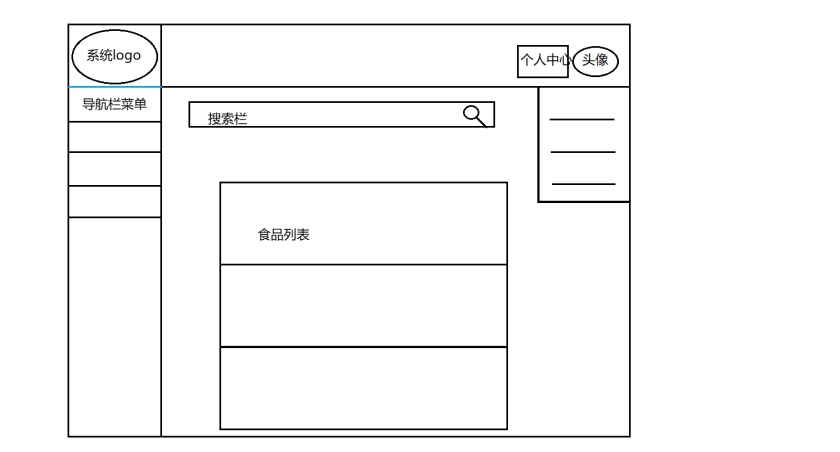 系统logo
个人中心
头像
导航栏菜单
搜索栏
食品列表